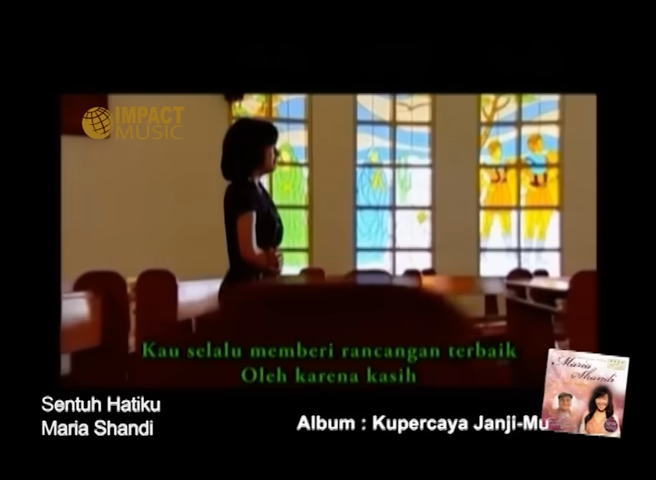 IMPACT
MUSIC
Kau selalu memberi rancangan terbaik
Oleh karena kasih
Sentuh Hatiku
Maria Shandi
Album : Kupercaya Janji-Mu
Maria
Shandi